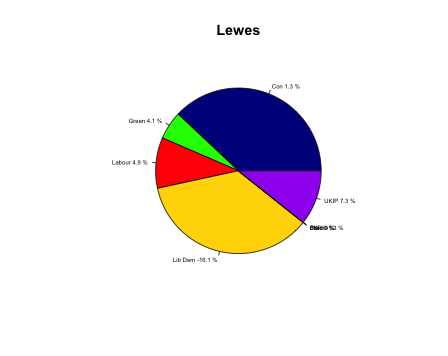 Lewes
Con 1.3 %
Green 4.1 %
Labour 4.9 %
UKIP 7.3 %
Lib Dem -16.1 %